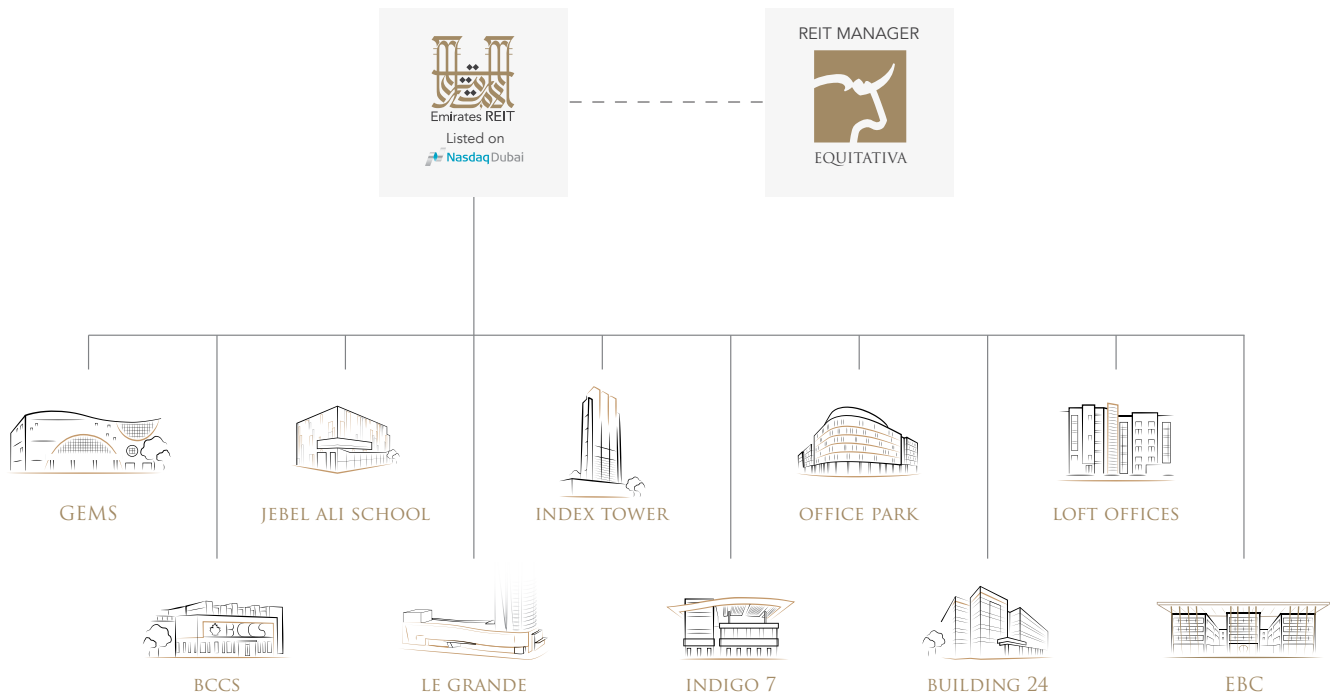 Emirates REIT
Listed on
Nasdaq Dubai
REIT MANAGER
EQUITATIVA
GEMS
JEBEL ALI SCHOOL
INDEX TOWER
OFFICE PARK
LOFT OFFICES
BCCS
BCCS
LE GRANDE
INDIGO 7
BUILDING 24
EBC